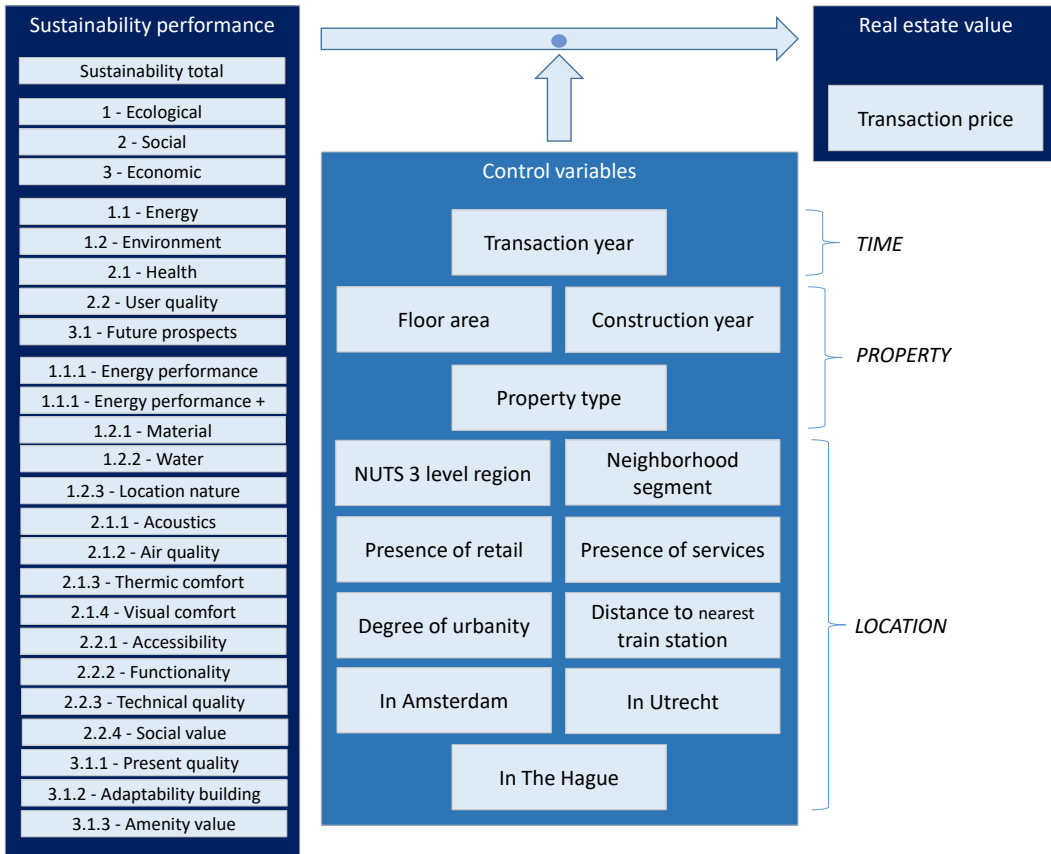 Sustainability performance
Sustainability total
1 - Ecological
2 - Social
3 - Economic
1.1 - Energy
1.2 - Environment
2.1 - Health
2.2 - User quality
3.1 - Future prospects
1.1.1 - Energy performance
1.1.1 - Energy performance +
1.2.1 - Material
1.2.2 - Water
1.2.3 - Location nature
2.1.1 - Acoustics
2.1.2 - Air quality
2.1.3 - Thermic comfort
2.1.4 - Visual comfort
2.2.1 - Accessibility
2.2.2 - Functionality
2.2.3 - Technical quality
2.2.4 - Social value
3.1.1 - Present quality
3.1.2 - Adaptability building
3.1.3 - Amenity value
Control variables
Transaction year
Floor area
Construction year
Property type
NUTS 3 level region
Neighborhood
segment
Presence of retail
Presence of services
Degree of urbanity
Distance to nearest
train station
In Amsterdam
In Utrecht
In The Hague
Real estate value
Transaction price
TIME
PROPERTY
LOCATION